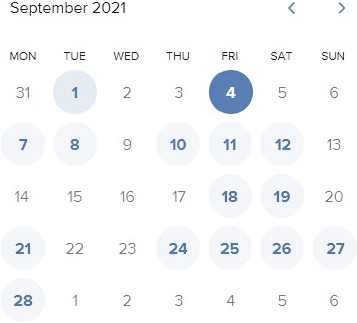 September 2021
MON TUE WED THU FRI SAT SUN
31 1 2 3 4 5 6
7 8 9 10 11 12 13
14 15 16 17 18 19 20
21 22 23 24 25 26 27
28 1 2 3 4 5 6